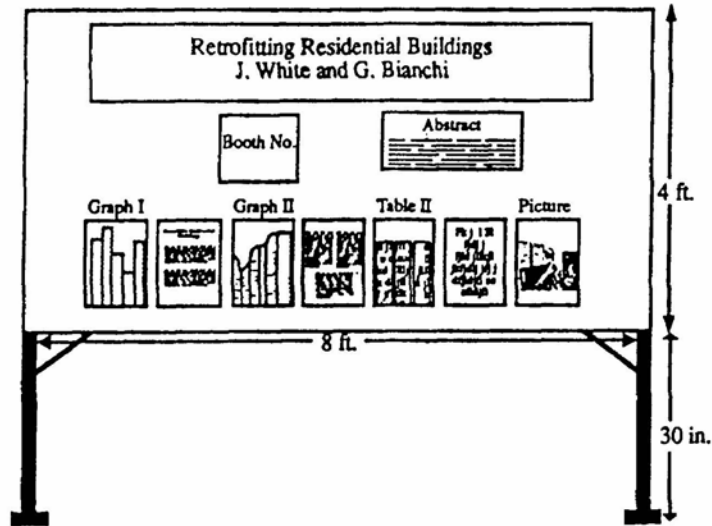 Retrofitting Residential Buildings
J. White and G. Bianchi
Booth No.
Abstract
4 ft.
Graph I
Graph II
Table II
Picture
8 ft.
30 in.